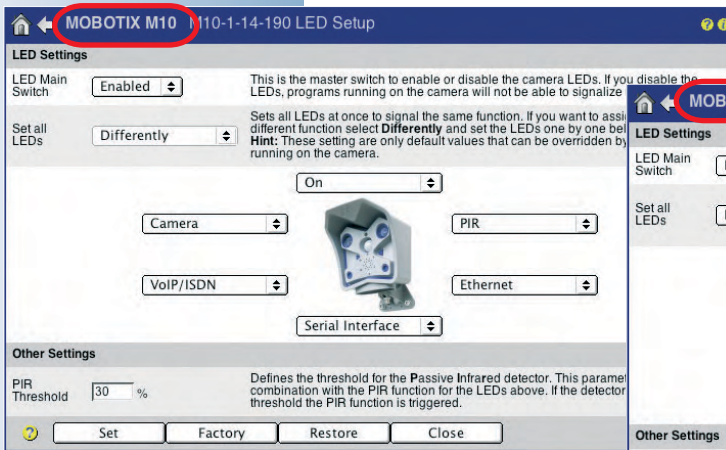 MOBOTIX M10 M10-1-14-190 LED Setup
LED Settings
LED Main
Switch
Enabled
This is the master switch to enable or disable the camera LEDs. If you disable the
LEDs, programs running on the camera will not be able to signalize
Set all
LEDs
Differently
Sets all LEDs at once to signal the same function. If you want to assi
different function select Differently and set the LEDs one by one bel
Hint: These setting are only default values that can be overridden by
running on the camera.
On
Camera
PIR
VoIP/ISDN
Ethernet
Serial Interface
Other Settings
PIR
Threshold
30 %
Defines the threshold for the Passive Infrared detector. This paramet
combination with the PIR function for the LEDs above. If the detector
threshold the PIR function is triggered.
Set Factory Restore Close
MOB
LED Settings
LED Main
Switch
Set all
LEDs
Other Settings